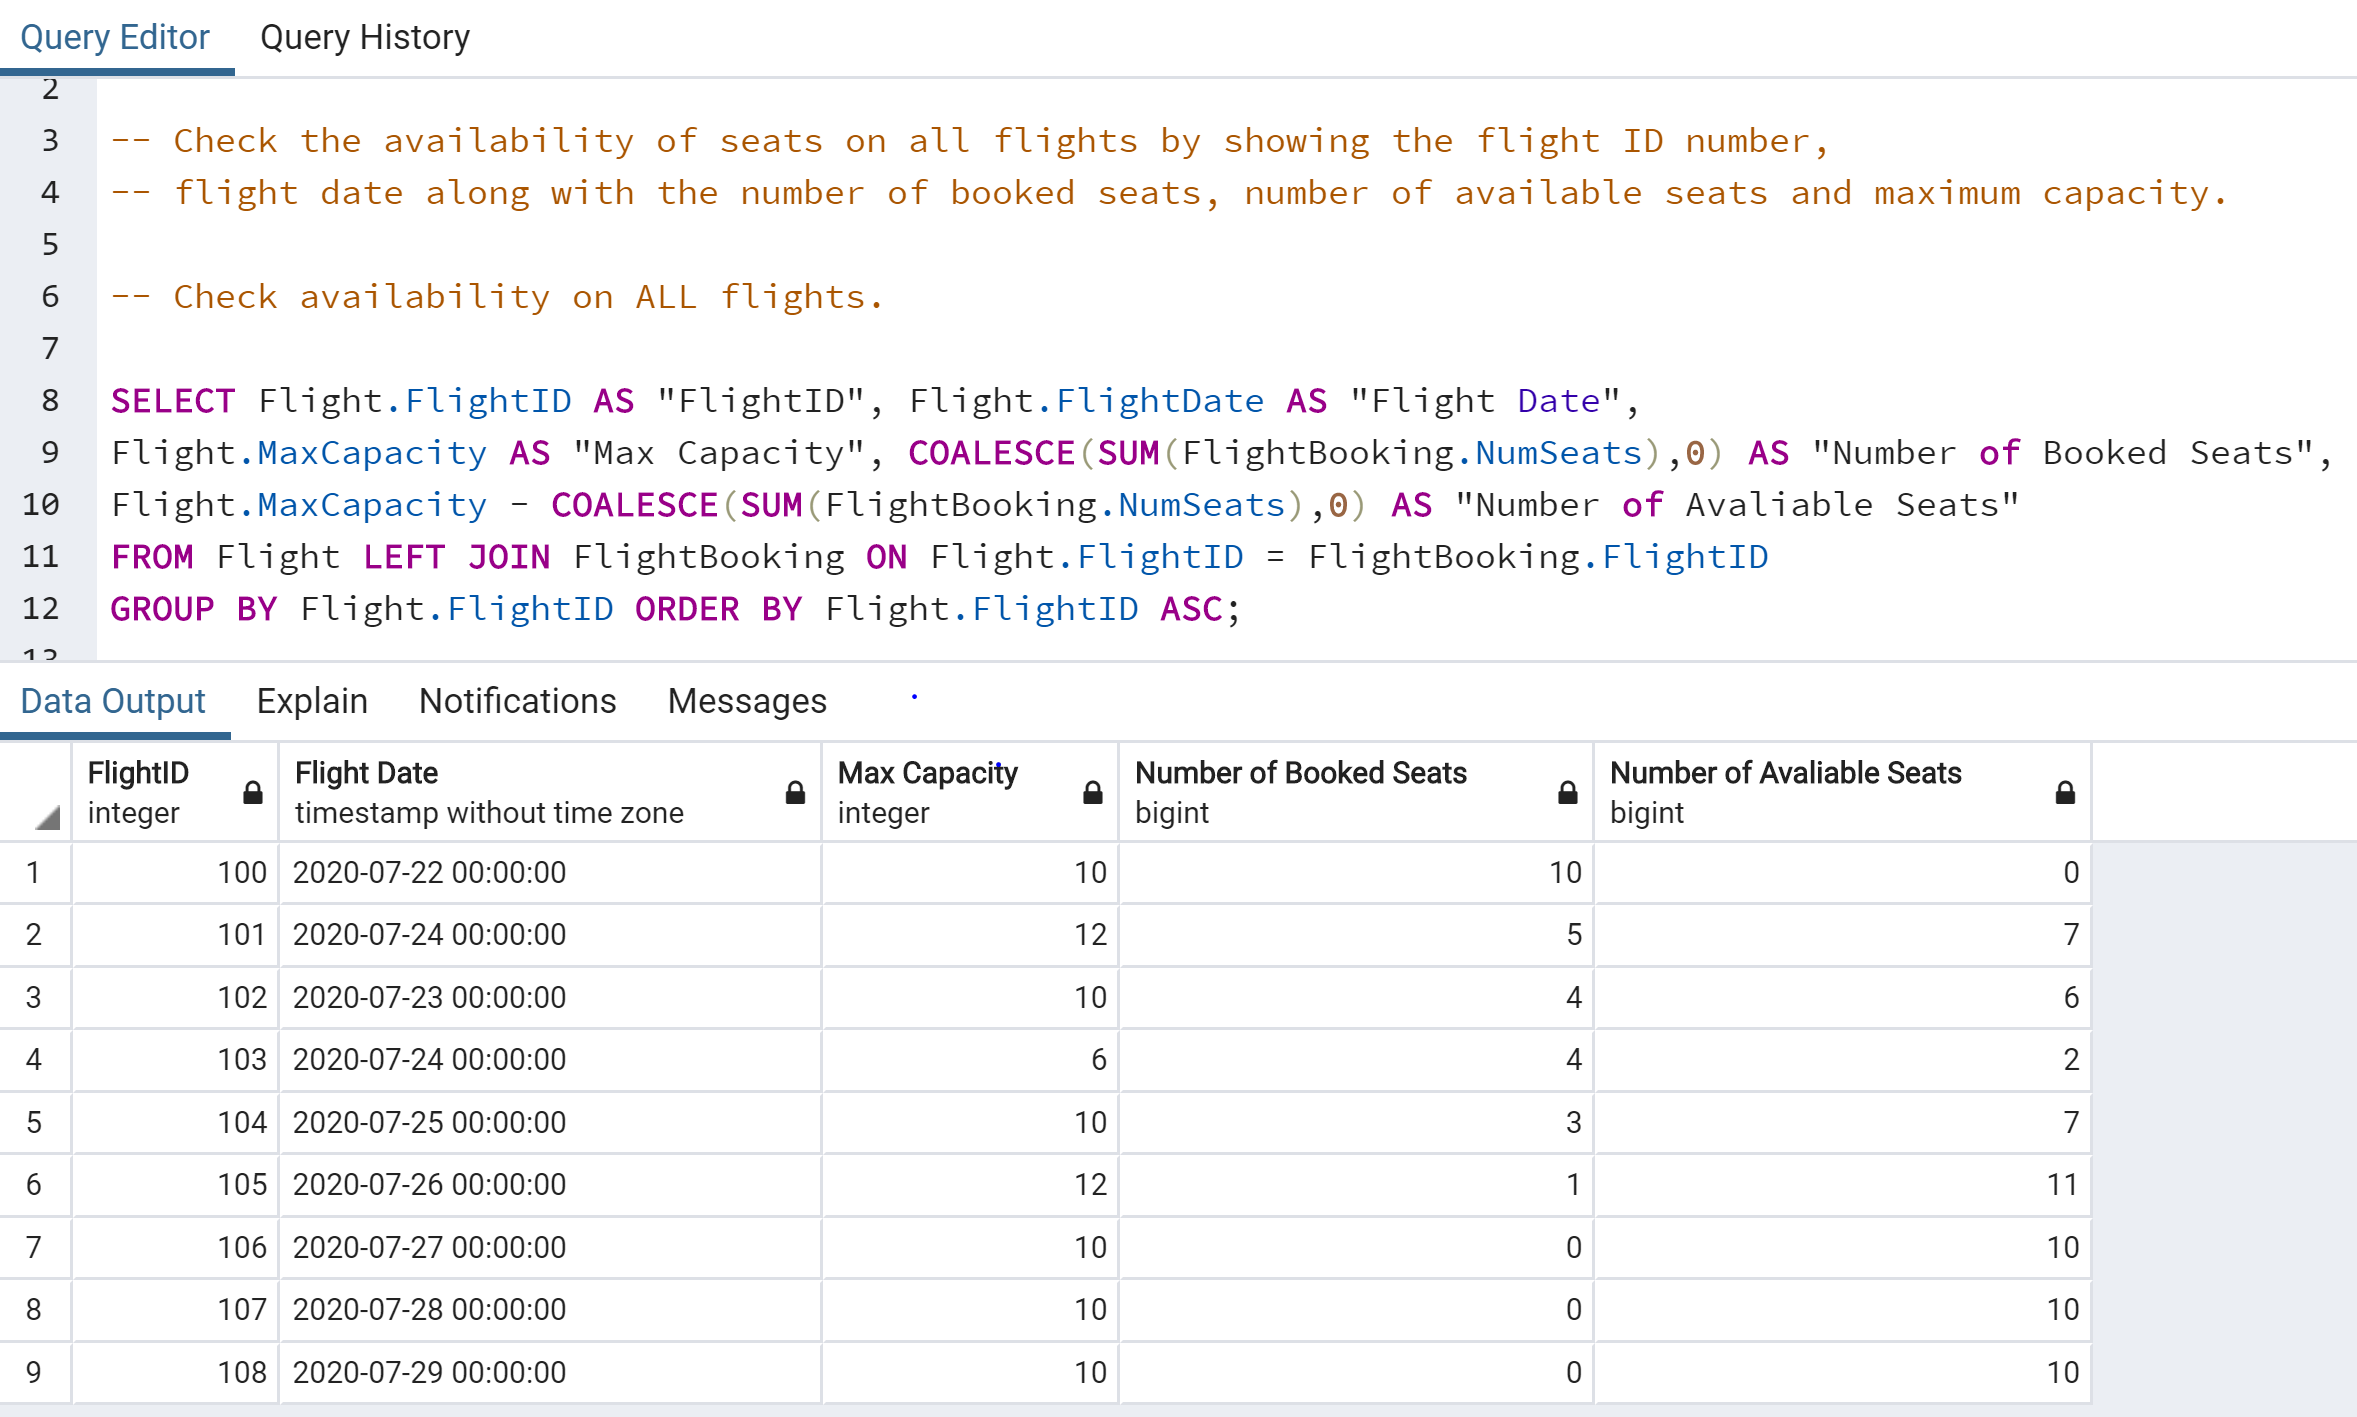 Query Editor Query History
2
3 -- Check the availability of seats on all flights by showing the flight ID number,
4 -- flight date along with the number of booked seats, number of available seats and maximum capacity.
5
6 -- Check availability on ALL flights.
7
8 SELECT Flight.FlightID AS "FlightID", Flight.FlightDate AS "Flight Date",
9 Flight.MaxCapacity AS "Max Capacity", COALESCE(SUM(FlightBooking.NumSeats),0) AS "Number of Booked Seats",
10 Flight.MaxCapacity - COALESCE(SUM(FlightBooking.NumSeats),0) AS "Number of Avaliable Seats"
11 FROM Flight LEFT JOIN FlightBooking ON Flight.FlightID = FlightBooking.FlightID
12 GROUP BY Flight.FlightID ORDER BY Flight.FlightID ASC;
13
Data Output Explain Notifications Messages
FlightID Flight Date Max Capacity Number of Booked Seats Number of Avaliable Seats
integer timestamp without time zone integer bigint bigint
1 100 2020-07-22 00:00:00 10 10 0
2 101 2020-07-24 00:00:00 12 5 7
3 102 2020-07-23 00:00:00 10 4 6
4 103 2020-07-24 00:00:00 6 4 2
5 104 2020-07-25 00:00:00 10 3 7
6 105 2020-07-26 00:00:00 12 1 11
7 106 2020-07-27 00:00:00 10 0 10
8 107 2020-07-28 00:00:00 10 0 10
9 108 2020-07-29 00:00:00 10 0 10